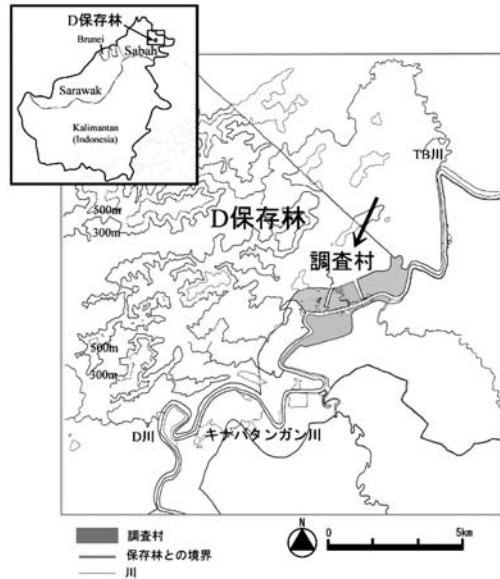 D保存林
Brunei
Sabah
Sarawak
Kalimantan
(Indonesia)
TB川
500m
300m
D保存林
調査村
500m
300m
D川
キナバタンガン川
調査村
保存林との境界
川
N
0
5km